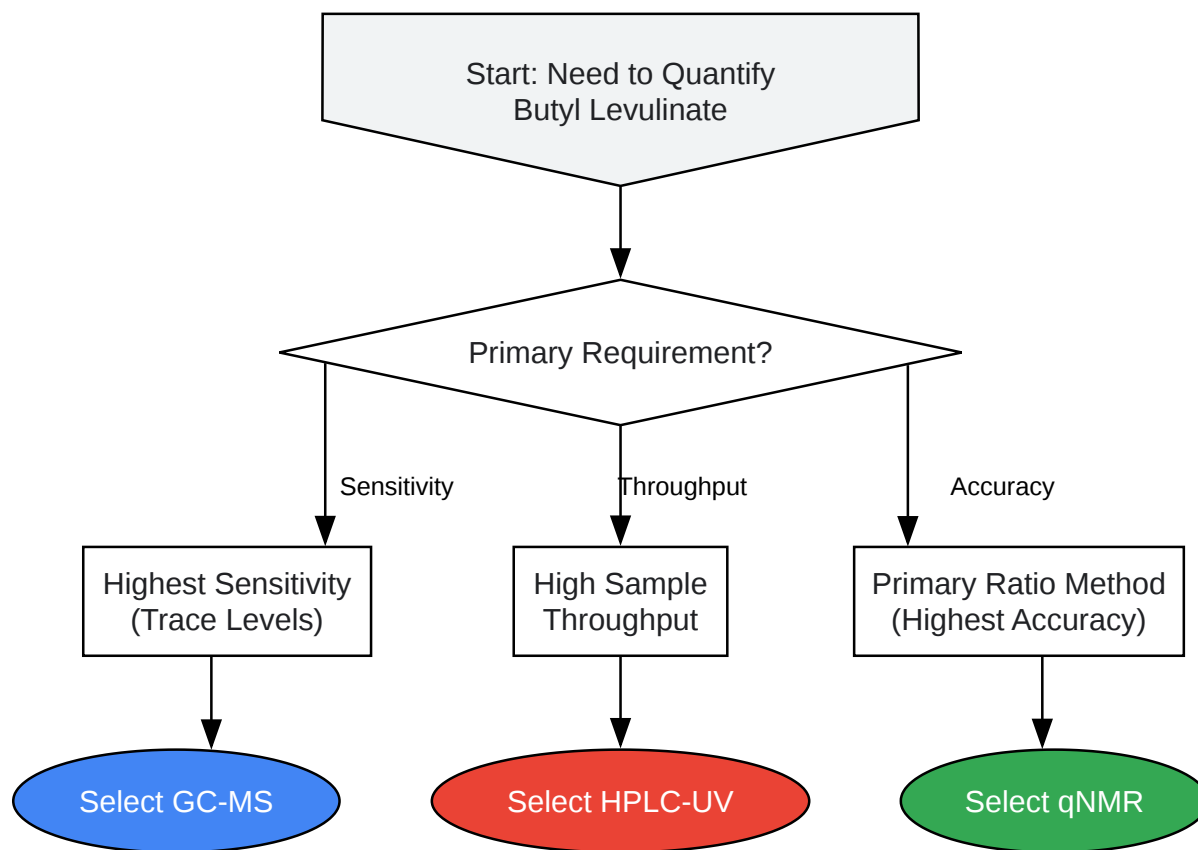 Start: Need to Quantify
Butyl Levulinate
Primary Requirement?
Sensitivity
Throughput
Accuracy
Highest Sensitivity
(Trace Levels)
High Sample
Throughput
Primary Ratio Method
(Highest Accuracy)
Select GC-MS
Select HPLC-UV
Select qNMR